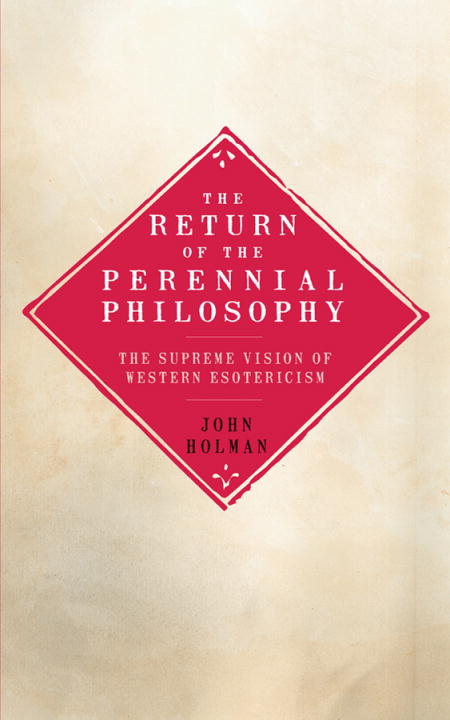 THE
RETURN
OF THE
PERENNIAL
PHILOSOPHY
THE SUPREME VISION OF
WESTERN ESOTERICISM
JOHN
HOLMAN